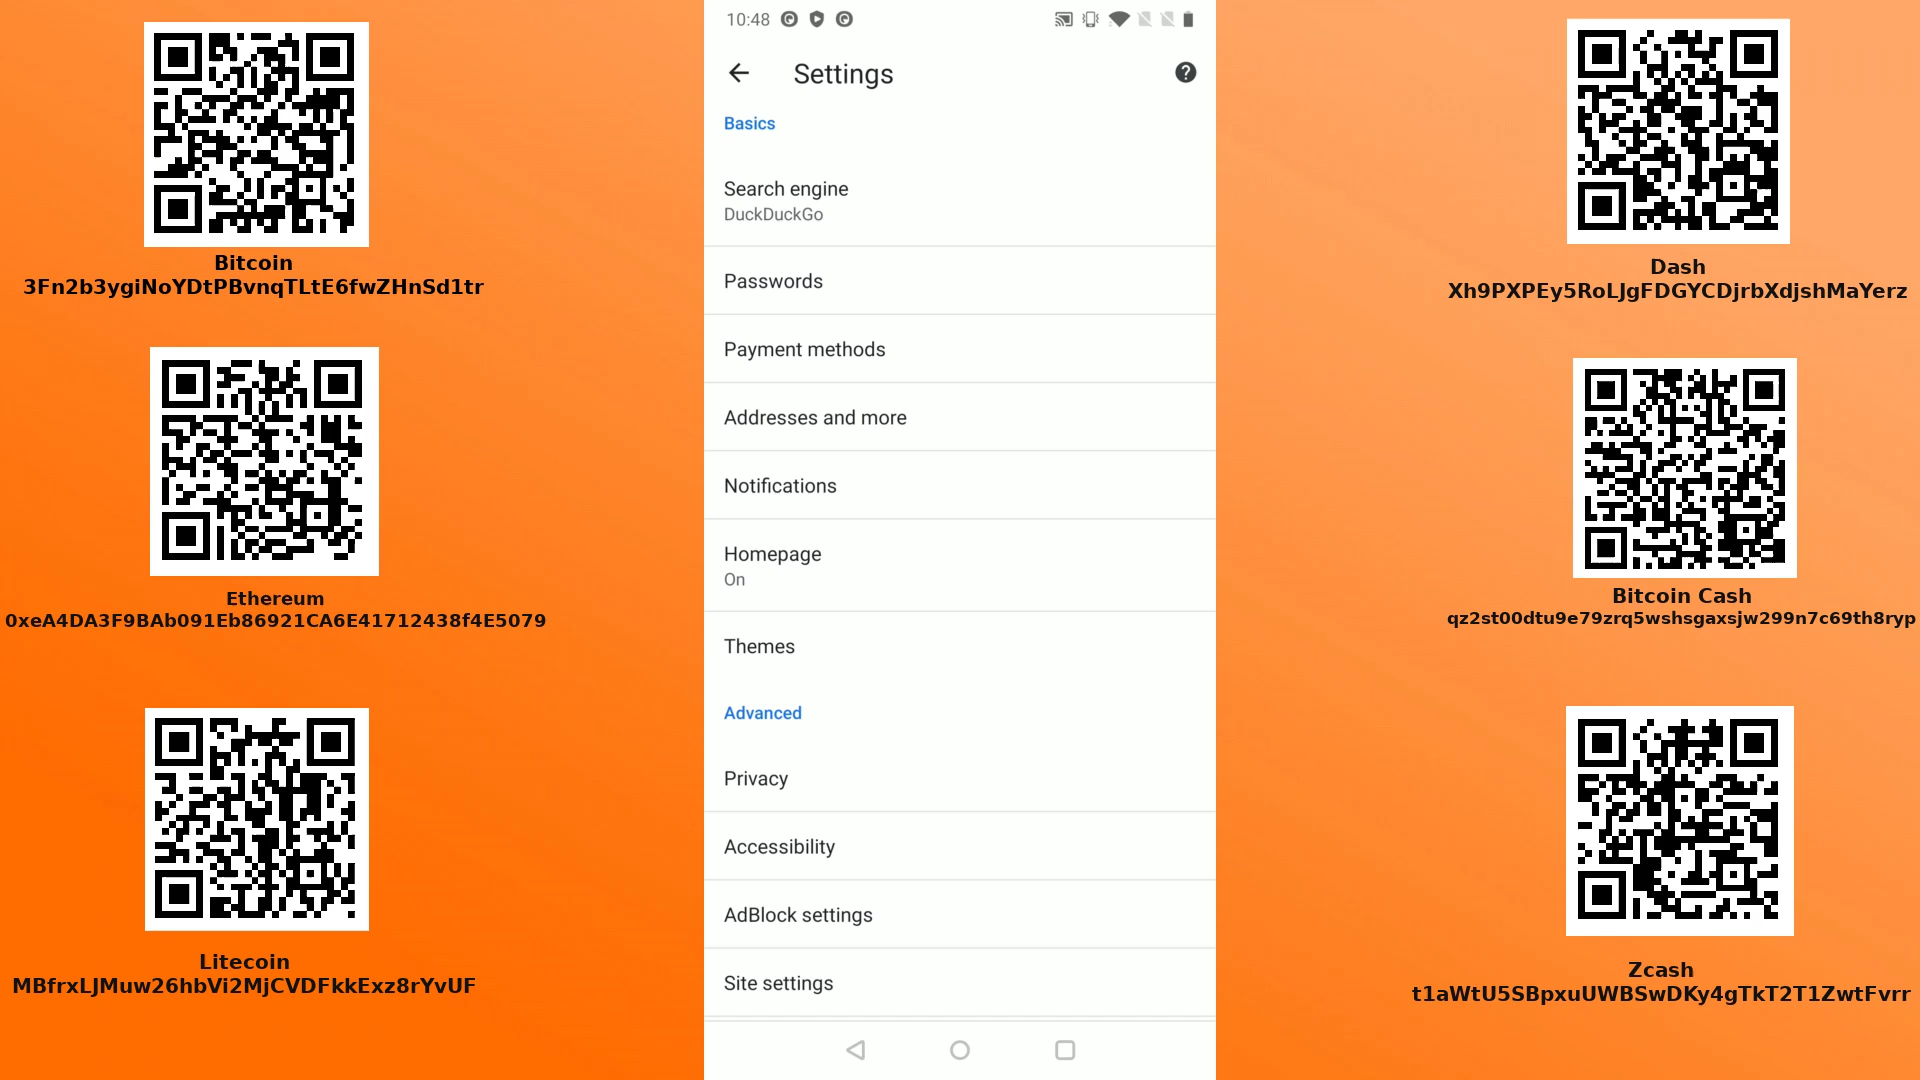 Bitcoin
3Fn2b3ygiNoYDtPBvnqTLtE6fwZHnSd1tr
Ethereum
0xeA4DA3F9BAb091Eb86921CA6E41712438f4E5079
Litecoin
MBfrxLJMuw26hbVi2MjCVDFkkExz8rYvUF
10:48
Settings
Basics
Search engine
DuckDuckGo
Passwords
Payment methods
Addresses and more
Notifications
Homepage
On
Themes
Advanced
Privacy
Accessibility
AdBlock settings
Site settings
Dash
Xh9PXPEy5RoLJgFDGYCDjrbXdjshMaYerz
Bitcoin Cash
qz2st00dtu9e79zrq5wshsgaxsjw299n7c69th8ryp
Zcash
t1aWtU5SBpxuUWBSwDKy4gTkT2T1ZwtFvrr